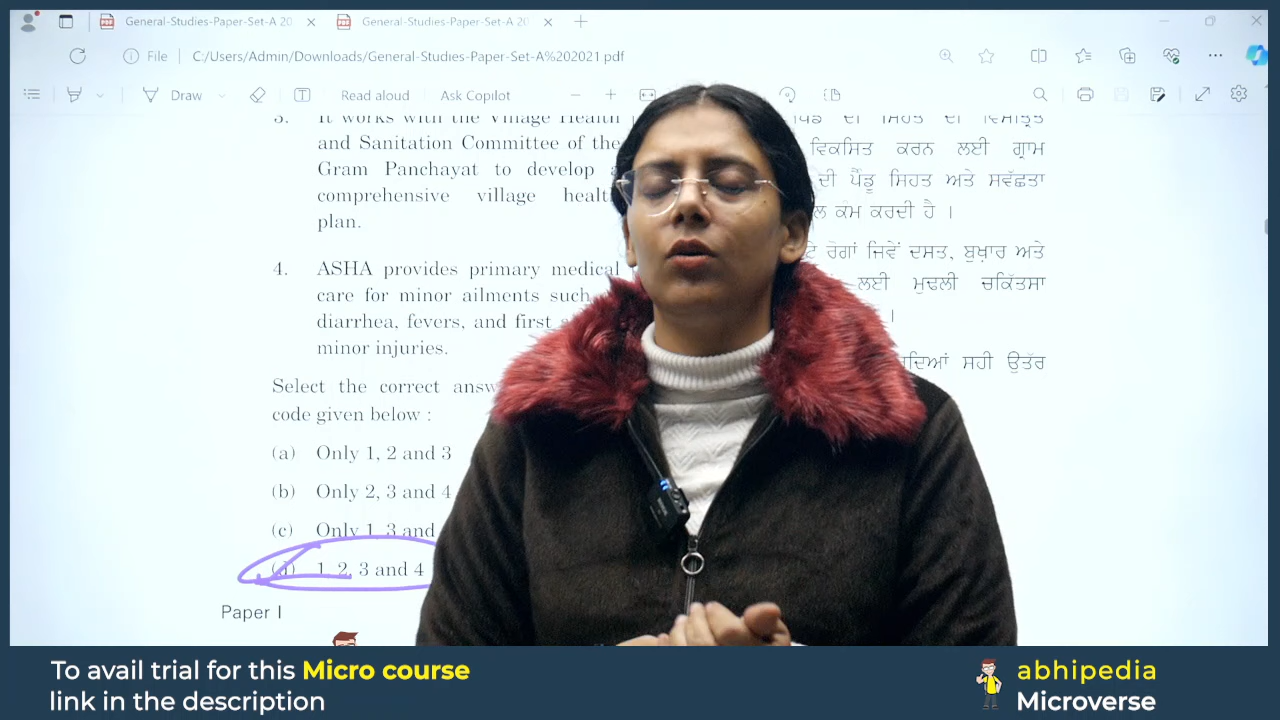 General-Studies-Paper-Set-A 20
General-Studies-Paper-Set-A 20
File
C:/Users/Admin/Downloads/General-Studies-Paper-Set-A%202021.pdf
Draw
Read aloud
Ask Copilot
3. It works with the Village Health
and Sanitation Committee of the
Gram Panchayat to develop a
comprehensive village health
plan.
4. ASHA provides primary medical
care for minor ailments such
diarrhea, fevers, and first
minor injuries.
Select the correct
code given below :
(a) Only 1, 2 and 3
(b) Only 2, 3 and 4
(c) Only 1, 3 and
(d) 1, 2, 3 and 4
Paper I
ਪਿੰਡ ਦੀ ਸਿਹਤ ਦੀ ਵਿਸਤ੍ਰਿਤ
ਵਿਕਸਿਤ ਕਰਨ ਲਈ ਗ੍ਰਾਮ
ਦੀ ਪੇਂਡੂ ਸਿਹਤ ਅਤੇ ਸਵੱਛਤਾ
ਕੰਮ ਕਰਦੀ ਹੈ ।
ਰੋਗਾਂ ਜਿਵੇਂ ਦਸਤ, ਬੁਖ਼ਾਰ ਅਤੇ
ਲਈ ਮੁਢਲੀ ਚਕਿੱਤਸਾ
।
ਸਹੀ ਉਤੱਰ
To avail trial for this Micro course
link in the description
abhipedia
Microverse